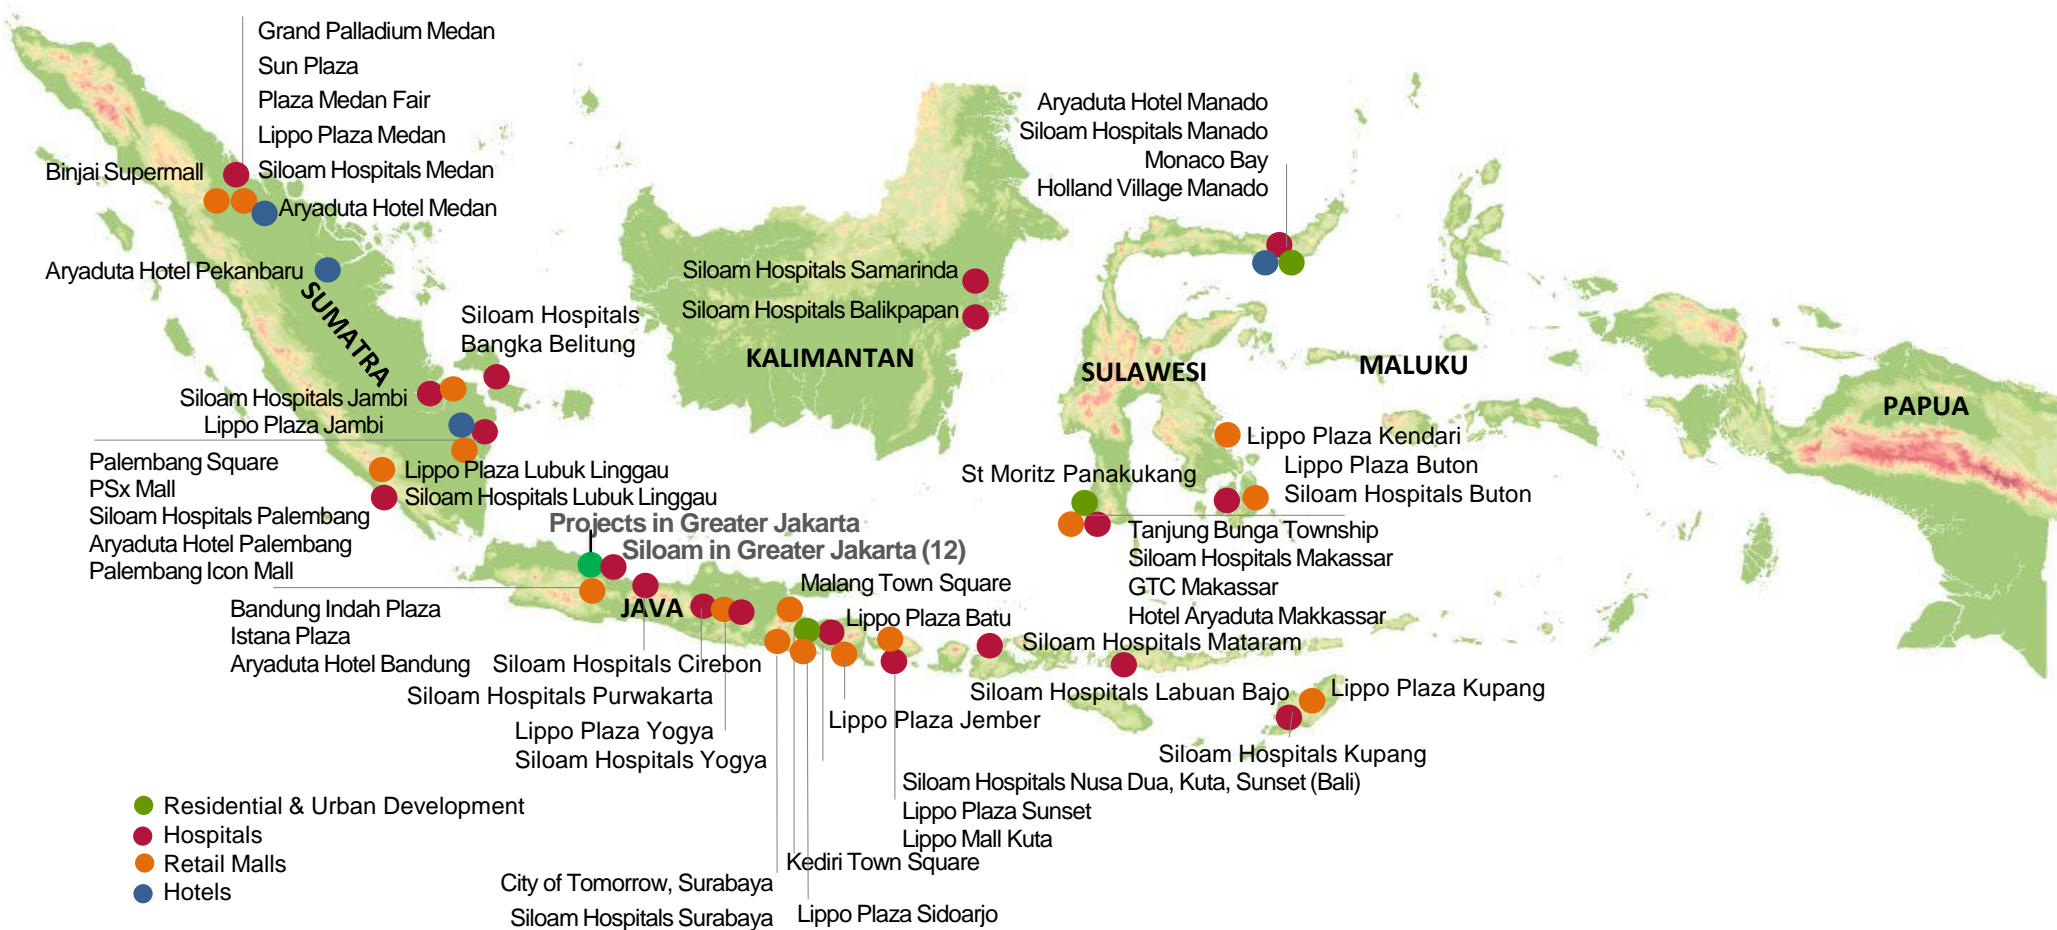 Grand Palladium Medan
Sun Plaza
Plaza Medan Fair
Lippo Plaza Medan
Siloam Hospitals Medan
Binjai Supermall
Aryaduta Hotel Medan
Aryaduta Hotel Pekanbaru
SUMATRA
Siloam Hospitals
Bangka Belitung
Siloam Hospitals Jambi
Lippo Plaza Jambi
Palembang Square
PSx Mall
Siloam Hospitals Palembang
Aryaduta Hotel Palembang
Palembang Icon Mall
Lippo Plaza Lubuk Linggau
Siloam Hospitals Lubuk Linggau
Siloam Hospitals Samarinda
Siloam Hospitals Balikpapan
KALIMANTAN
Aryaduta Hotel Manado
Siloam Hospitals Manado
Monaco Bay
Holland Village Manado
SULAWESI
MALUKU
PAPUA
Lippo Plaza Kendari
Lippo Plaza Buton
Siloam Hospitals Buton
St Moritz Panakukang
Tanjung Bunga Township
Siloam Hospitals Makassar
GTC Makassar
Hotel Aryaduta Makkassar
Projects in Greater Jakarta
Siloam in Greater Jakarta (12)
JAVA
Bandung Indah Plaza
Istana Plaza
Aryaduta Hotel Bandung
Siloam Hospitals Cirebon
Siloam Hospitals Purwakarta
Lippo Plaza Yogya
Siloam Hospitals Yogya
Malang Town Square
Lippo Plaza Batu
Siloam Hospitals Mataram
Siloam Hospitals Labuan Bajo
Lippo Plaza Kupang
Siloam Hospitals Kupang
Lippo Plaza Jember
Siloam Hospitals Nusa Dua, Kuta, Sunset (Bali)
Lippo Plaza Sunset
Lippo Mall Kuta
Kediri Town Square
City of Tomorrow, Surabaya
Siloam Hospitals Surabaya
Lippo Plaza Sidoarjo
Residential & Urban Development
Hospitals
Retail Malls
Hotels